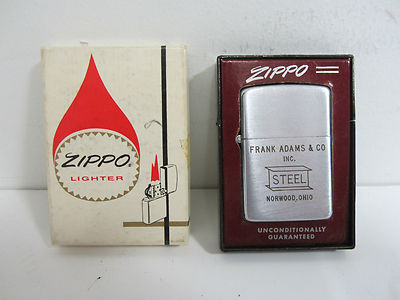 ZIPPO
LIGHTER
ZIPPO
FRANK ADAMS & CO
INC.
STEEL
NORWOOD, OHIO
UNCONDITIONALLY
GUARANTEED